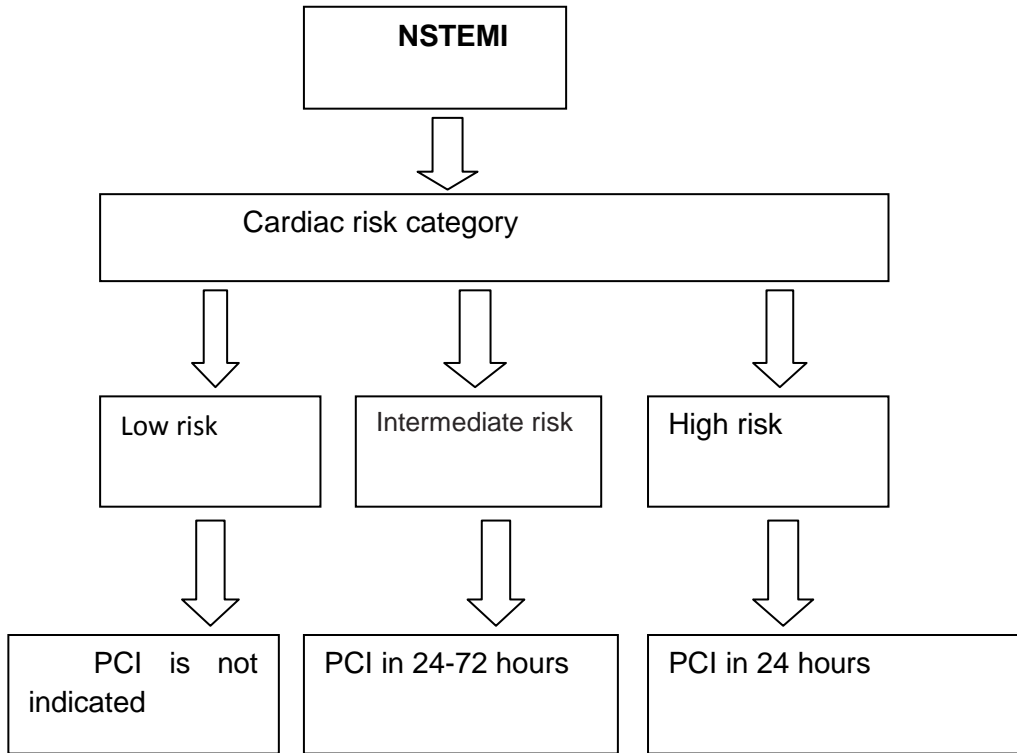 NSTEMI
Cardiac risk category
Low risk
Intermediate risk
High risk
PCI is not
indicated
PCI in 24-72 hours
PCI in 24 hours